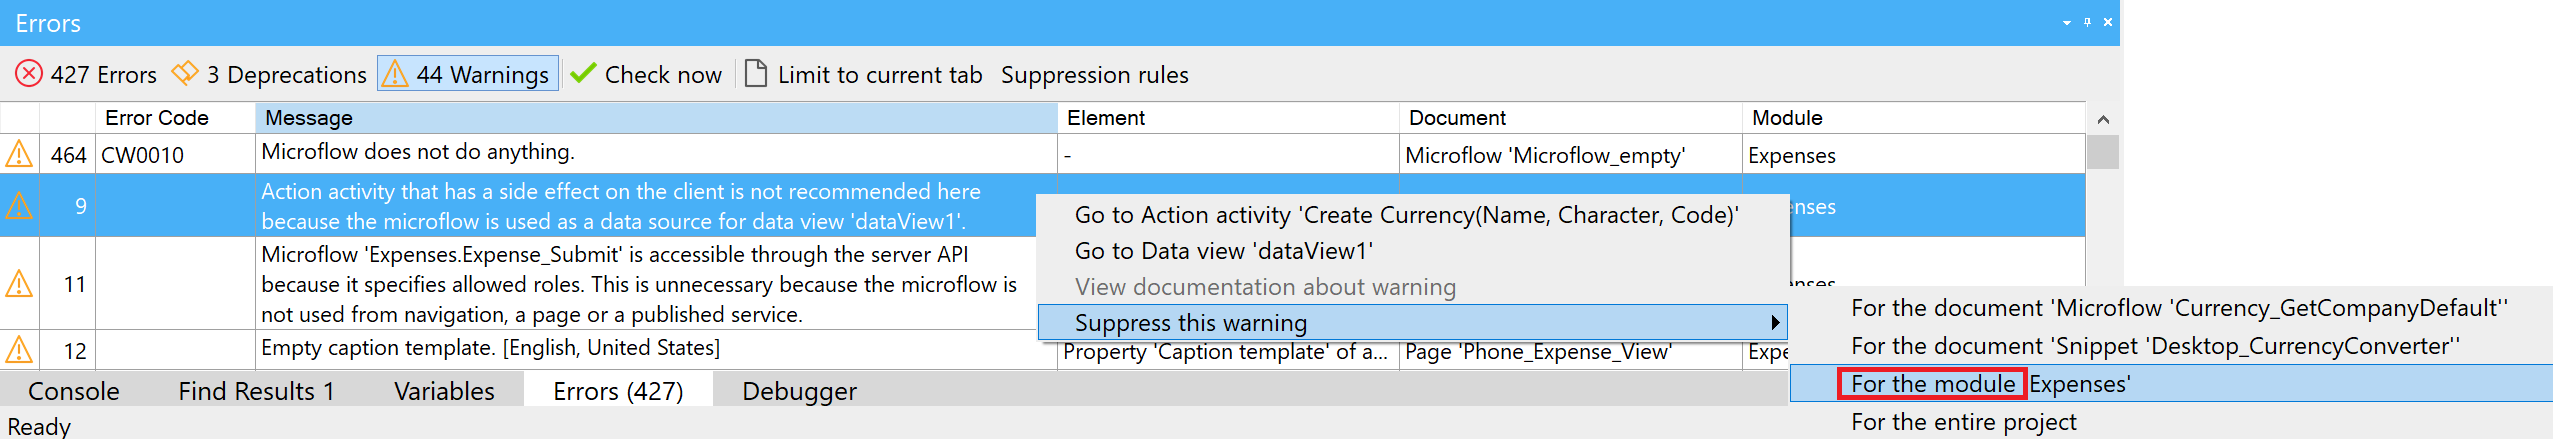 Errors
427 Errors 3 Deprecations 44 Warnings Check now Limit to current tab Suppression rules
Error Code Message Element Document Module
464 CW0010 Microflow does not do anything. - Microflow 'Microflow_empty' Expenses
9 Action activity that has a side effect on the client is not recommended here
because the microflow is used as a data source for data view 'dataView1'.
enses
11 Microflow 'Expenses.Expense_Submit' is accessible through the server API
because it specifies allowed roles. This is unnecessary because the microflow is
not used from navigation, a page or a published service.
enses
12 Empty caption template. [English, United States] Property 'Caption template' of a... Page 'Phone_Expense_View' Expe
Go to Action activity 'Create Currency(Name, Character, Code)'
Go to Data view 'dataView1'
View documentation about warning
Suppress this warning
For the document 'Microflow 'Currency_GetCompanyDefault''
For the document 'Snippet 'Desktop_CurrencyConverter''
For the module Expenses'
For the entire project
Console Find Results 1 Variables Errors (427) Debugger
Ready